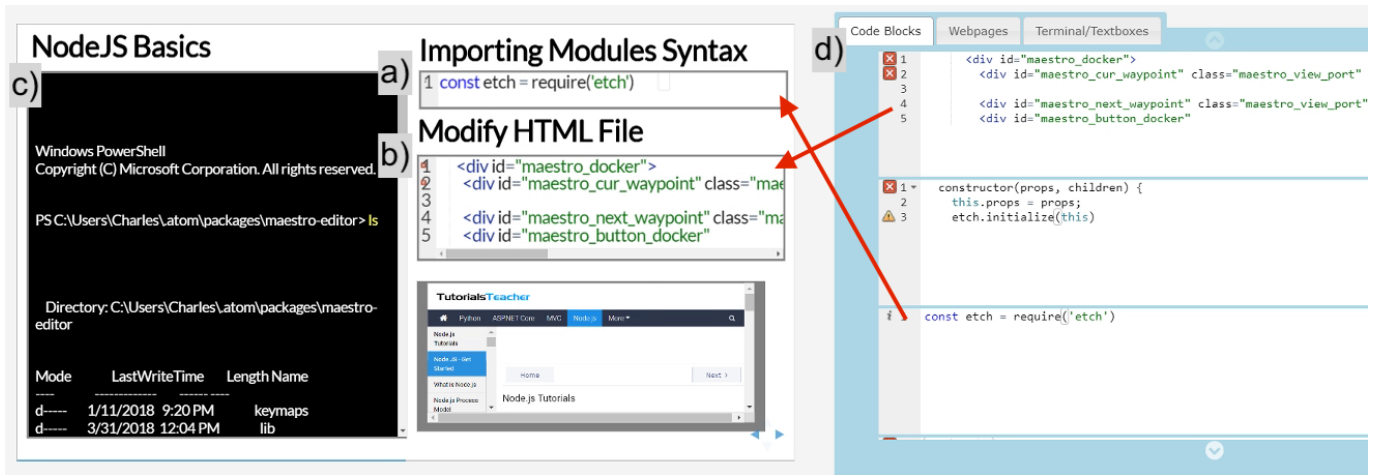 NodeJS Basics
c)
Windows PowerShell
Copyright (C) Microsoft Corporation. All rights reserved.
PS C:\Users\Charles\.atom\packages\maestro-editor> ls
Directory: C:\Users\Charles\.atom\packages\maestro-
editor
Mode LastWriteTime Length Name
---- ------------- ------ ----
d----- 1/11/2018 9:20 PM keymaps
d----- 3/31/2018 12:04 PM lib
Importing Modules Syntax
a)
1 const etch = require('etch')
Modify HTML File
b)
1 <div id="maestro_docker">
2 <div id="maestro_cur_waypoint" class="mae
3
4 <div id="maestro_next_waypoint" class="ma
5 <div id="maestro_button_docker"
TutorialsTeacher
Python ASP.NET Core MVC Node.js More
Node.js
Tutorials
Node JS - Get
Started
What is Node.js
Node.js Process
Model
Home Next >
Node.js Tutorials
d)
Code Blocks Webpages Terminal/Textboxes
1 <div id="maestro_docker">
2 <div id="maestro_cur_waypoint" class="maestro_view_port"
3
4 <div id="maestro_next_waypoint" class="maestro_view_port"
5 <div id="maestro_button_docker"
1 constructor(props, children) {
2 this.props = props;
3 etch.initialize(this)
i const etch = require('etch')